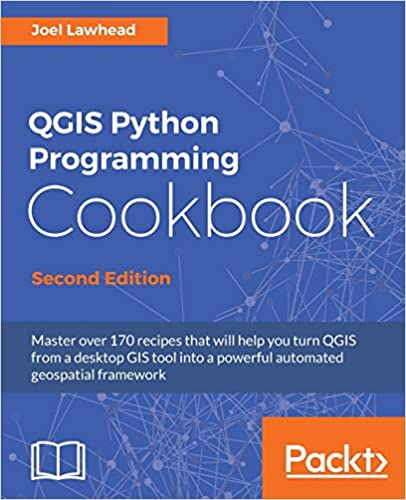 Joel Lawhead
QGIS Python
Programming
Cookbook
Second Edition
Master over 170 recipes that will help you turn QGIS
from a desktop GIS tool into a powerful automated
geospatial framework
Packt>